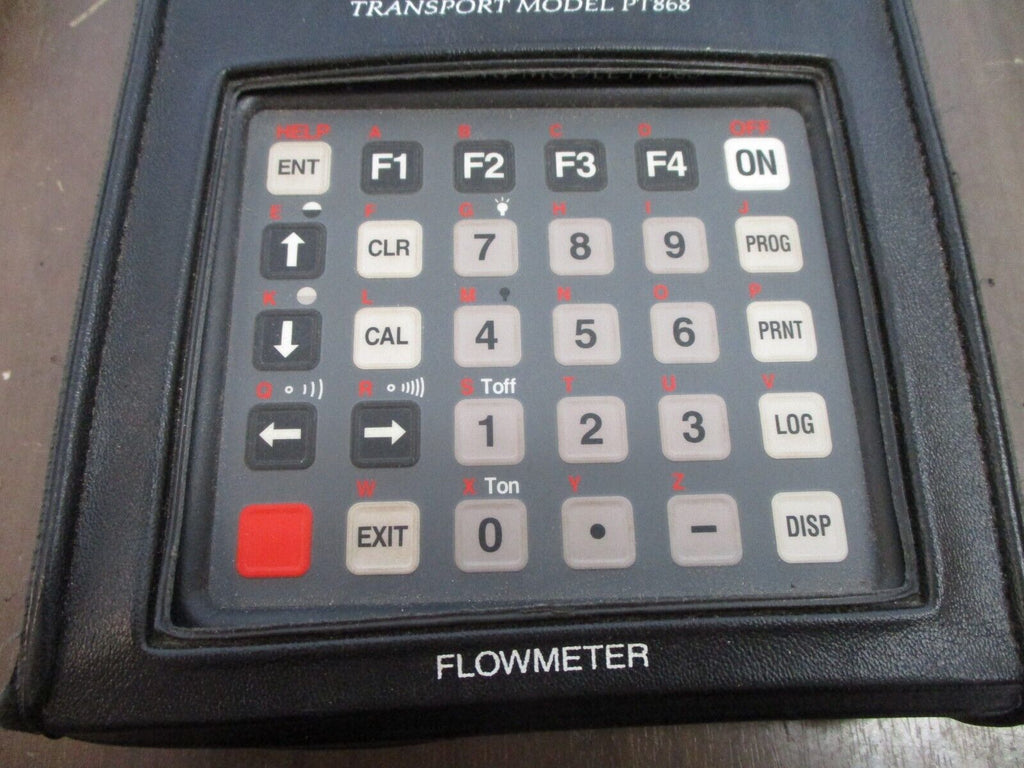 TRANSPORT MODEL PT868
HELP A B C D OFF
ENT F1 F2 F3 F4 ON
E F G H I J
CLR 7 8 9 PROG
K L M N O P
CAL 4 5 6 PRNT
Q R S Toff T U V
1 2 3 LOG
W X Ton Y Z
EXIT 0 • - DISP
FLOWMETER